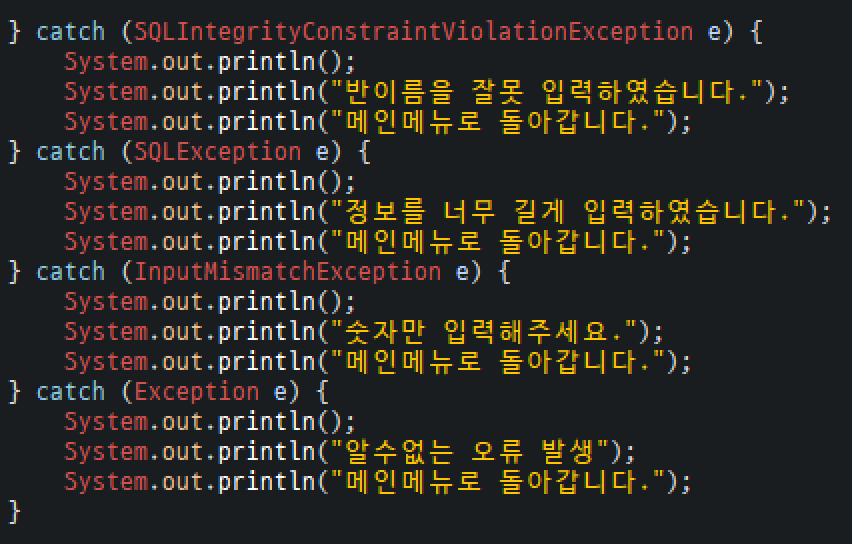 } catch (SQLIntegrityConstraintViolationException e) {
    System.out.println();
    System.out.println("반이름을 잘못 입력하였습니다.");
    System.out.println("메인메뉴로 돌아갑니다.");
} catch (SQLException e) {
    System.out.println();
    System.out.println("정보를 너무 길게 입력하였습니다.");
    System.out.println("메인메뉴로 돌아갑니다.");
} catch (InputMismatchException e) {
    System.out.println();
    System.out.println("숫자만 입력해주세요.");
    System.out.println("메인메뉴로 돌아갑니다.");
} catch (Exception e) {
    System.out.println();
    System.out.println("알수없는 오류 발생");
    System.out.println("메인메뉴로 돌아갑니다.");
}